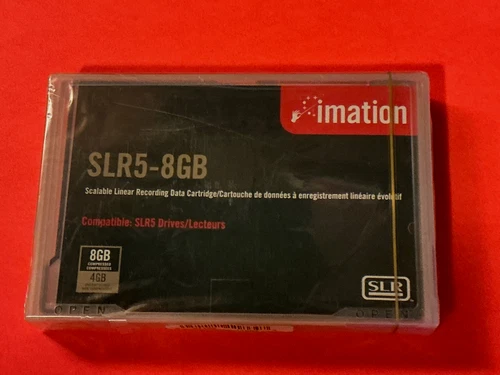 imation
SLR5-8GB
Scalable Linear Recording Data Cartridge/Cartouche de données à enregistrement linéaire évolutif
Compatible: SLR5 Drives/Lecteurs
8GB
COMPRESSED
4GB
SLR
OPEN
OPEN